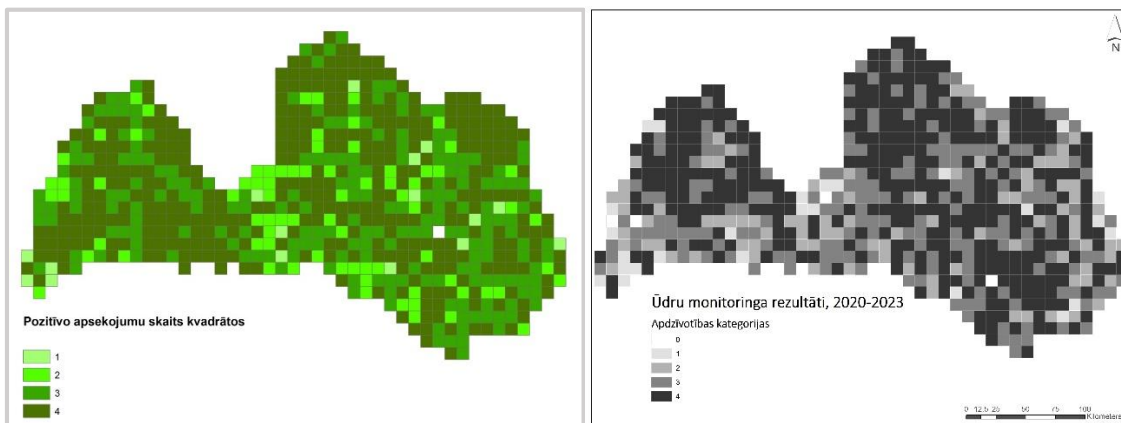 Pozitīvo apsekojumu skaits kvadrātos
1
2
3
4
N
Ūdru monitoringa rezultāti, 2020-2023
Apdzīvotības kategorijas
0
1
2
3
4
0 12.5 25 50 75 100
Kilometers